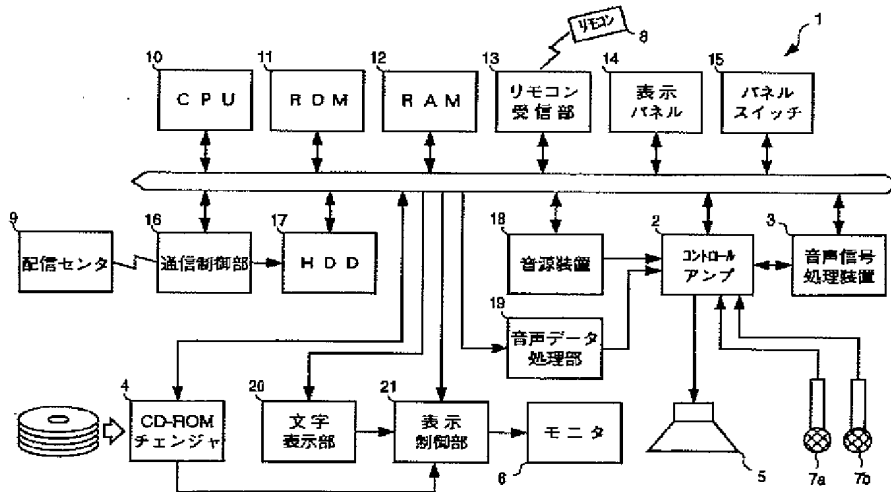 1
リモコン
8
10
CPU
11
RDM
12
RAM
13
リモコン
受信部
14
表示
パネル
15
パネル
スイッチ
9
配信センタ
16
通信制御部
17
HDD
18
音源装置
2
コントロール
アンプ
3
音声信号
処理装置
19
音声データ
処理部
4
CD-ROM
チェンジャ
20
文字
表示部
21
表示
制御部
モニタ
6
5
7a
7b